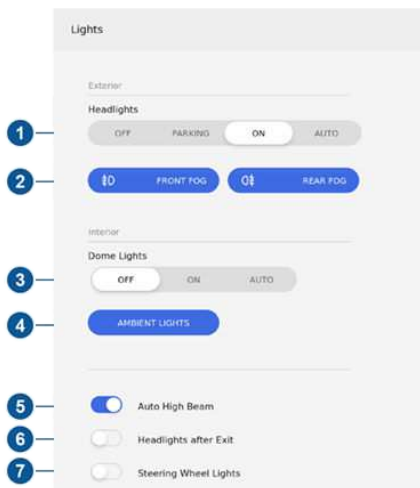 Lights
Exterior
Headlights
1 OFF PARKING ON AUTO
2 FRONT FOG REAR FOG
Interior
Dome Lights
3 OFF ON AUTO
4 AMBIENT LIGHTS
5 Auto High Beam
6 Headlights after Exit
7 Steering Wheel Lights